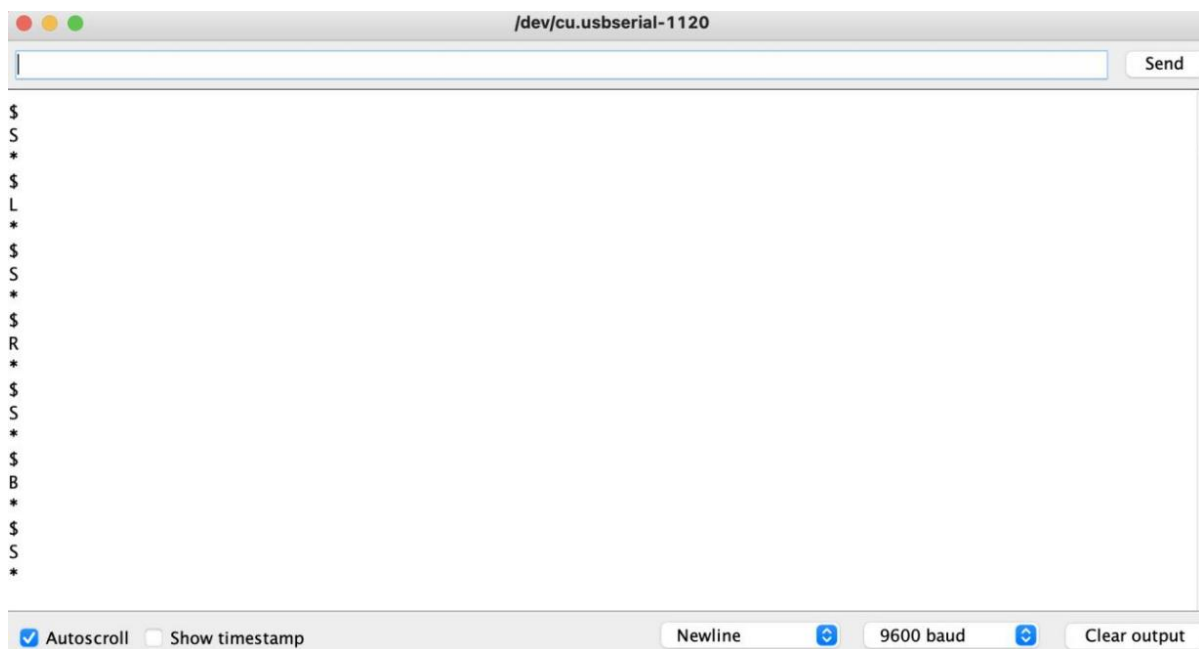 /dev/cu.usbserial-1120
Send
$
S
*
$
L
*
$
S
*
$
R
*
$
S
*
$
B
*
$
S
*
Autoscroll Show timestamp Newline 9600 baud Clear output